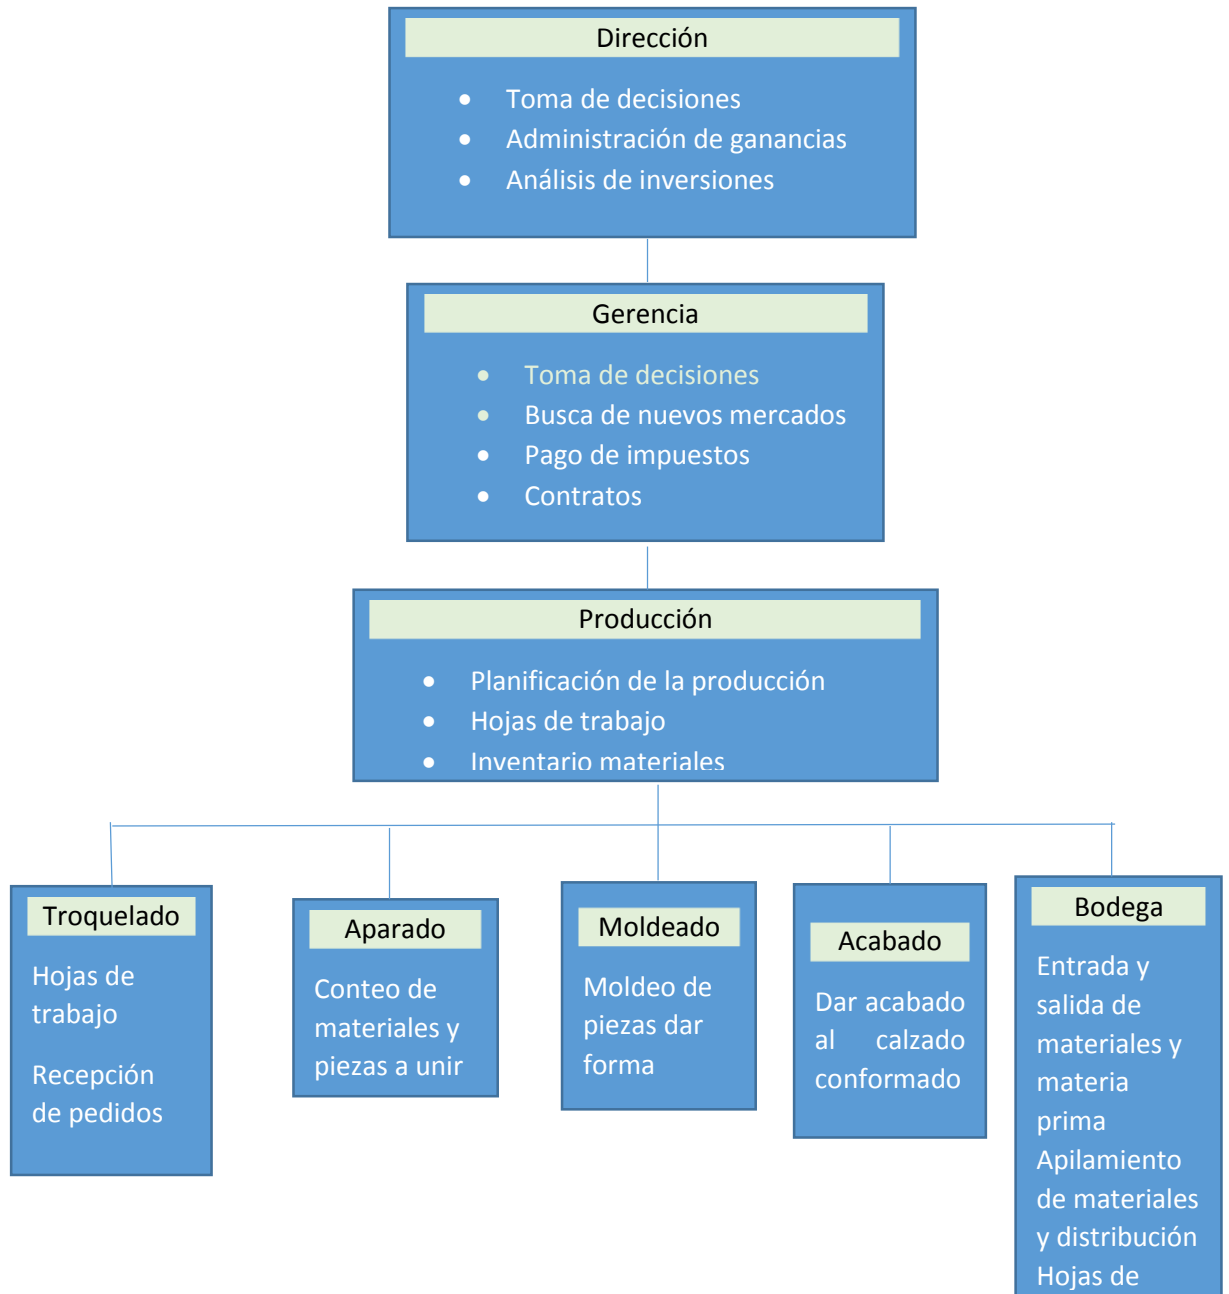 Dirección
• Toma de decisiones
• Administración de ganancias
• Análisis de inversiones
Gerencia
• Toma de decisiones
• Busca de nuevos mercados
• Pago de impuestos
• Contratos
Producción
• Planificación de la producción
• Hojas de trabajo
• Inventario materiales
Troquelado
Hojas de
trabajo
Recepción
de pedidos
Aparado
Conteo de
materiales y
piezas a unir
Moldeado
Moldeo de
piezas dar
forma
Acabado
Dar acabado
al calzado
conformado
Bodega
Entrada y
salida de
materiales y
materia
prima
Apilamiento
de materiales
y distribución
Hojas de